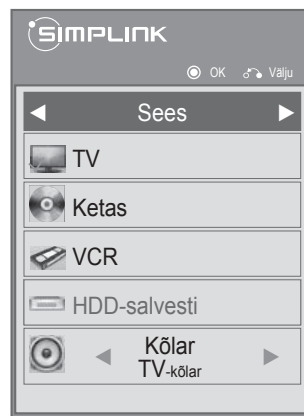 SIMPLINK
OK Välju
Sees
TV
Ketas
VCR
HDD-salvesti
Kõlar
TV-kõlar